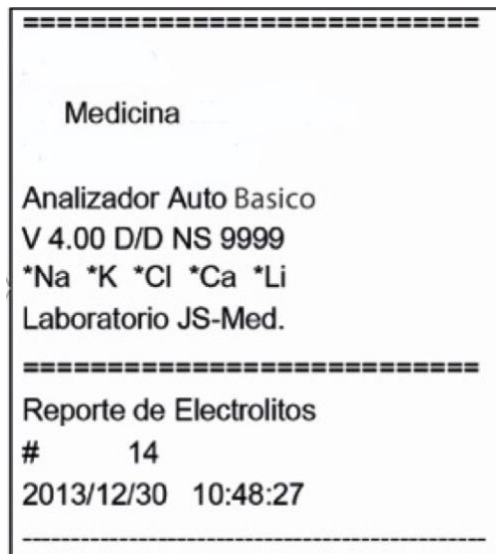 ===========================
Medicina
Analizador Auto Basico
V 4.00 D/D NS 9999
*Na *K *Cl *Ca *Li
Laboratorio JS-Med.
===========================
Reporte de Electrolitos
# 14
2013/12/30 10:48:27
------------------------------------------------